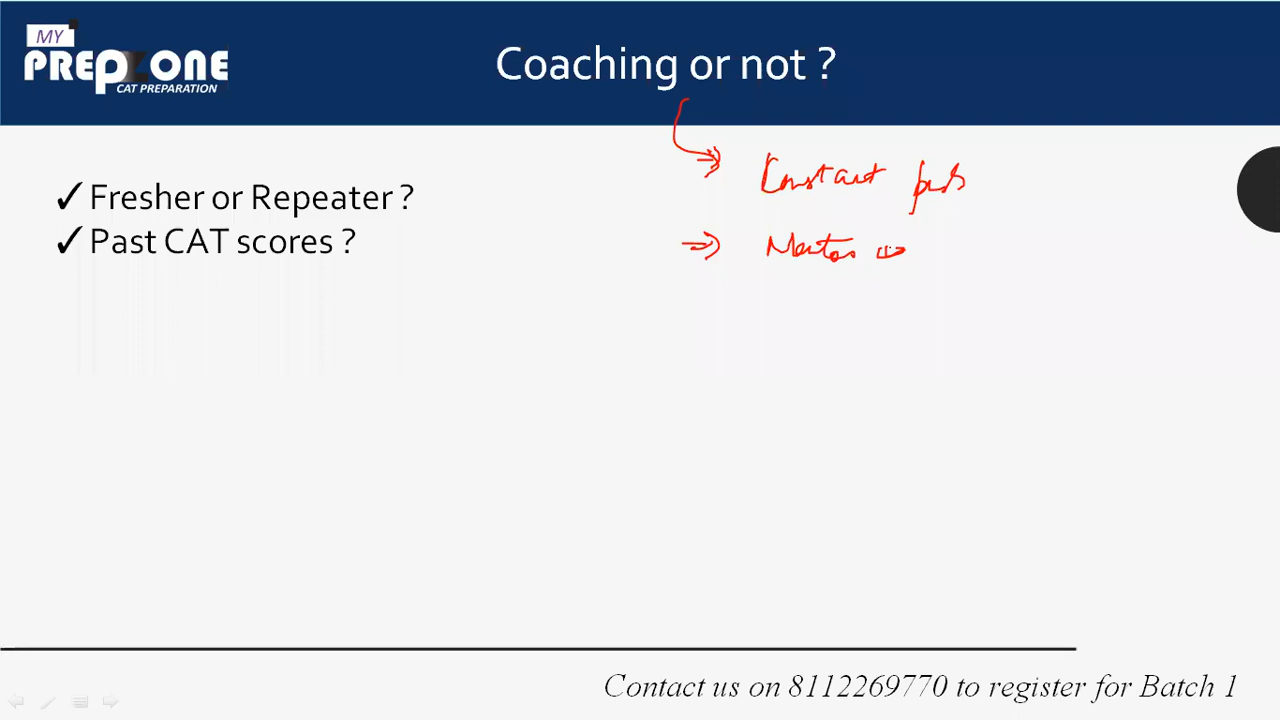 MY
PREPZONE
CAT PREPARATION
Coaching or not ?
✓ Fresher or Repeater ?
✓ Past CAT scores ?
Constant push
Mentors
Contact us on 8112269770 to register for Batch 1